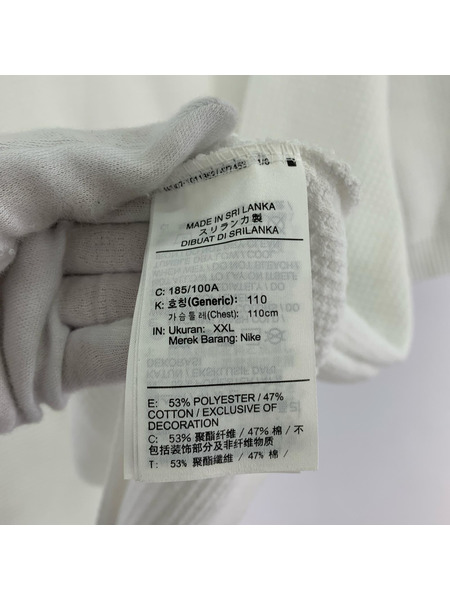 1/6
MADE IN SRI LANKA
スリランカ製
DIBUAT DI SRILANKA
C: 185/100A
K: 호칭(Generic): 110
가슴둘레(Chest): 110cm
IN: Ukuran: XXL
Merek Barang: Nike
E: 53% POLYESTER / 47%
COTTON / EXCLUSIVE OF
DECORATION
C: 53% 聚酯纤维 / 47% 棉 / 不
包括装饰部分及非纤维物质
T: 53% 聚酯纖維 / 47% 棉 /